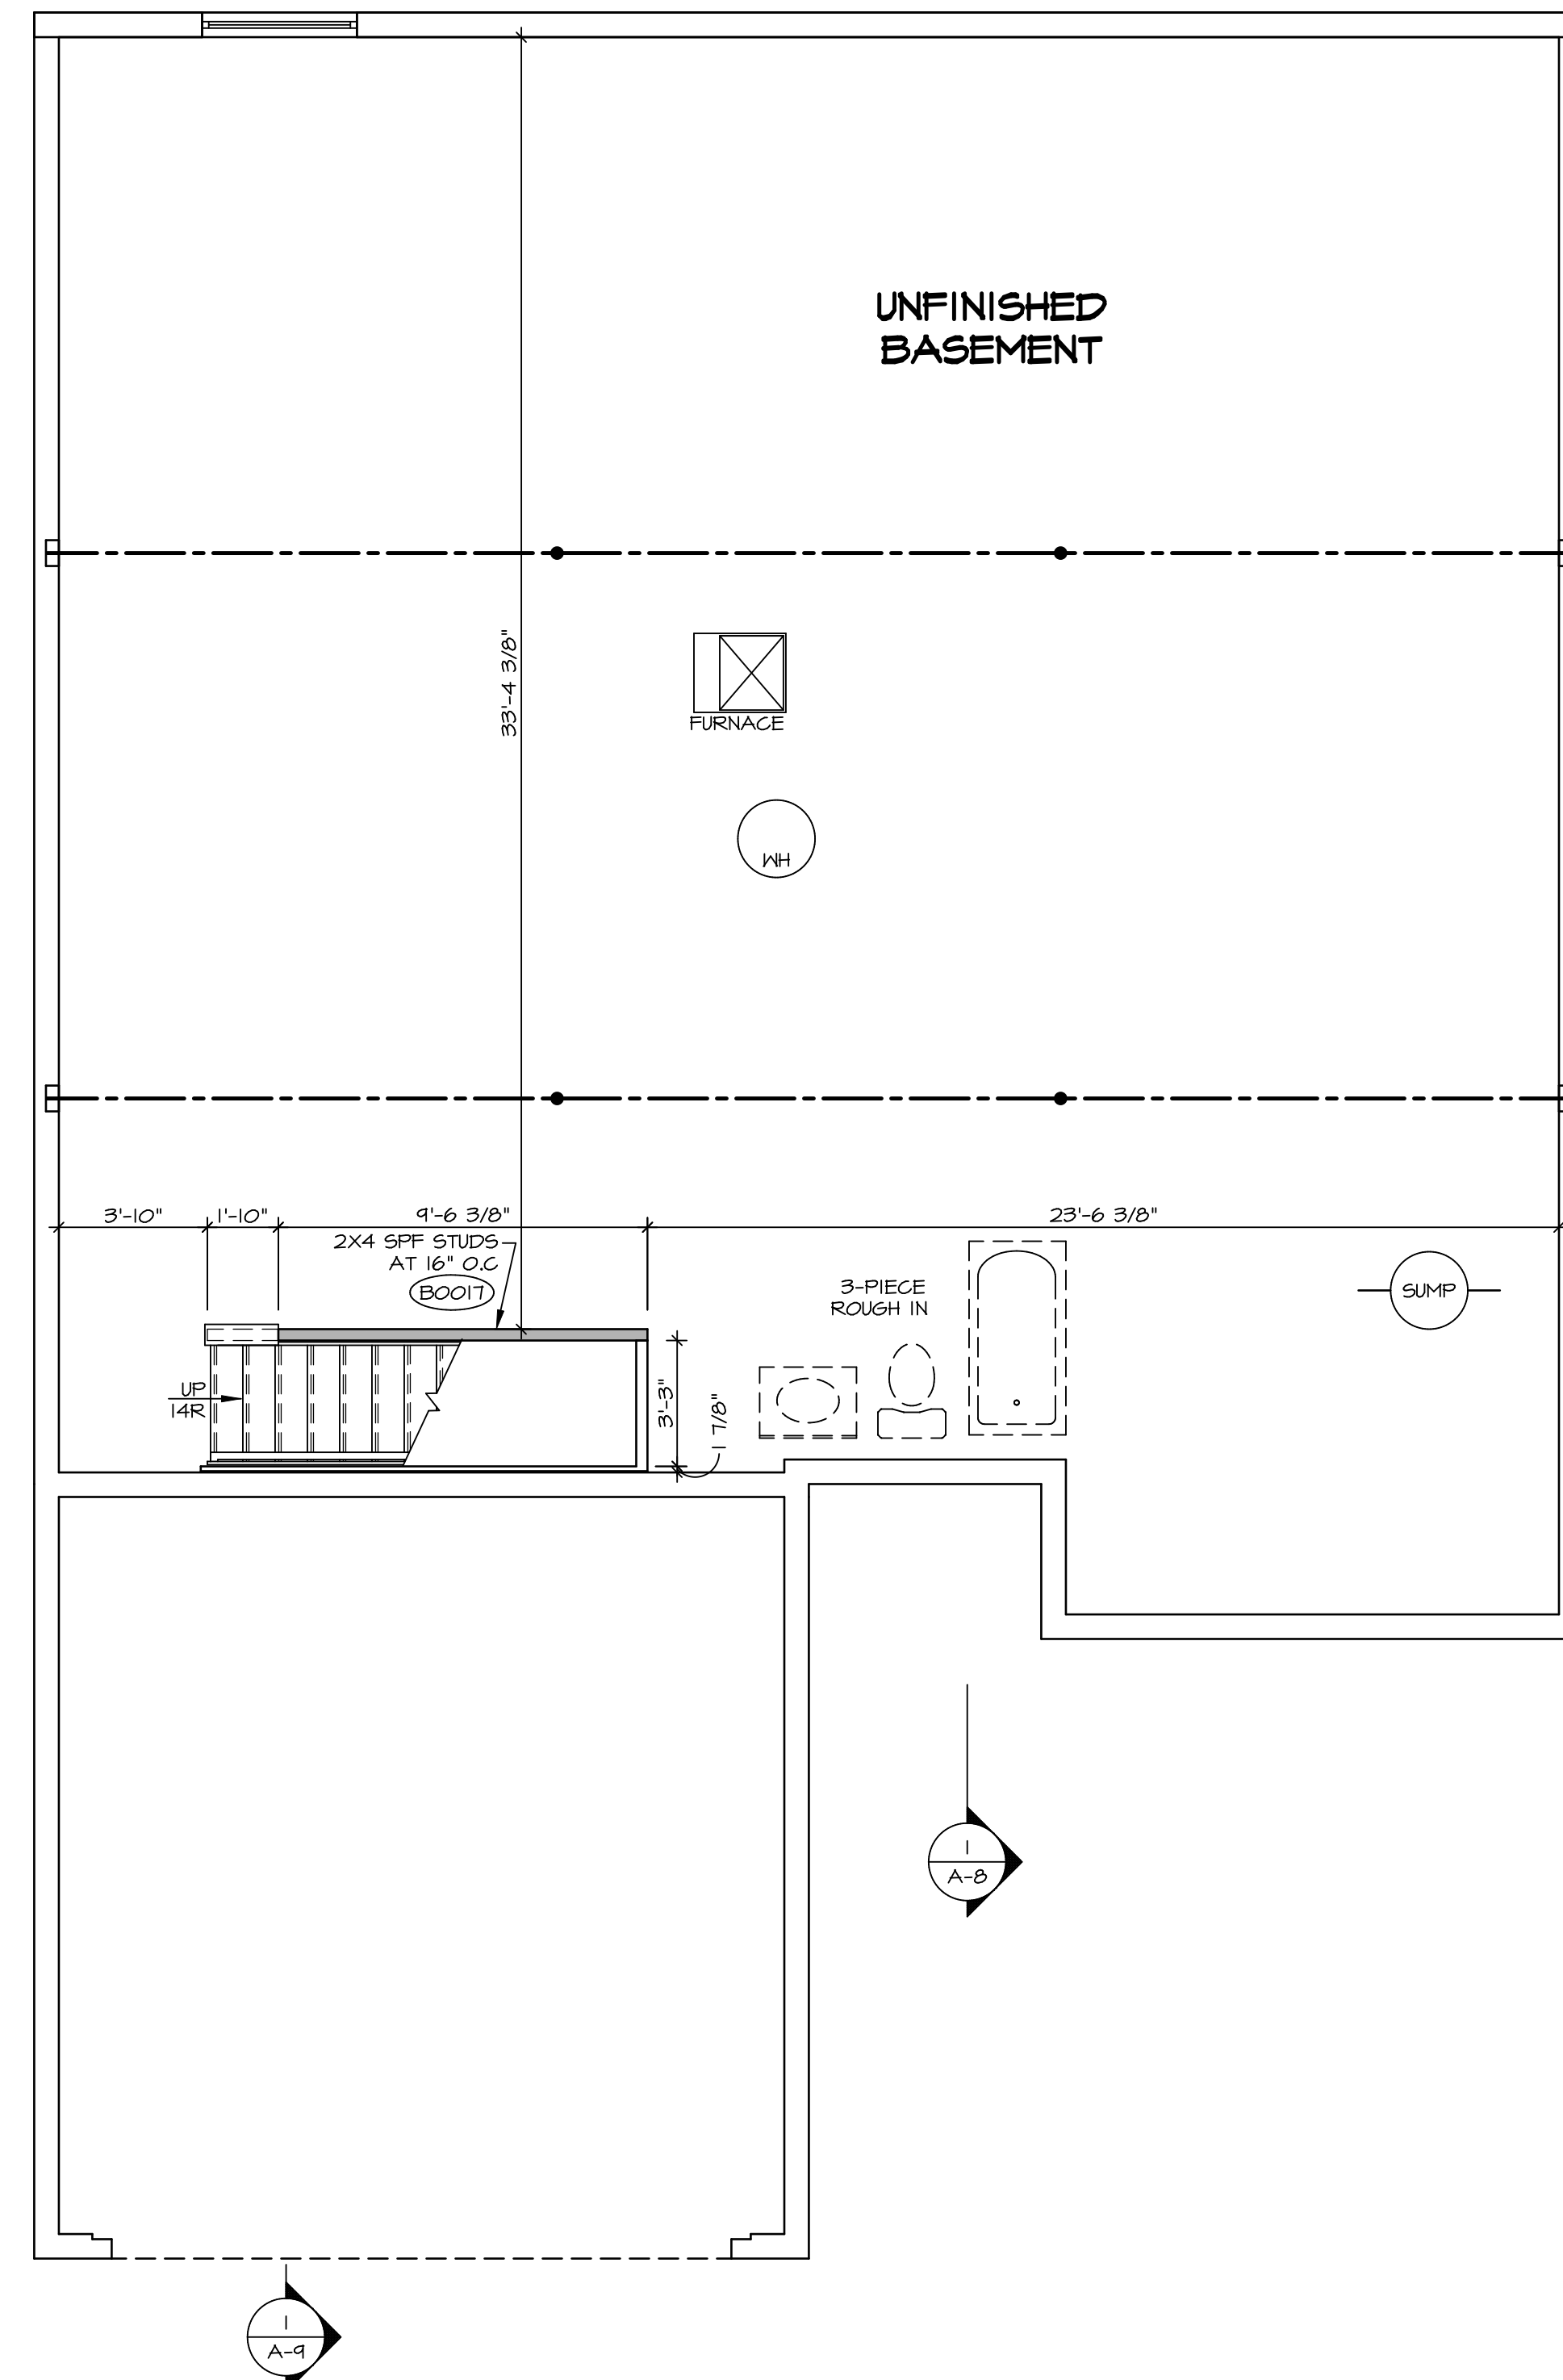 UNFINISHED
BASEMENT
33'-4 3/8"
FURNACE
WH
3'-10"
1'-10"
9'-6 3/8"
23'-6 3/8"
2X4 SPF STUDS
AT 16" O.C
B0017
3-PIECE
ROUGH IN
SUMP
UP
14R
3'-3"
1 7/8"
1
A-8
1
A-9